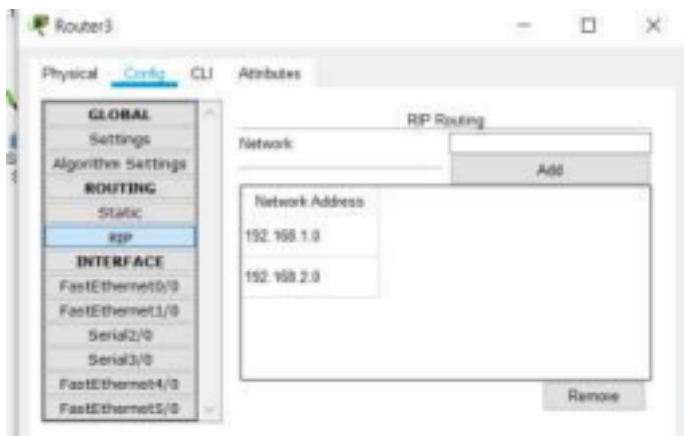 Router3
Physical Config CLI Attributes
GLOBAL
Settings
Algorithm Settings
ROUTING
Static
RIP
INTERFACE
FastEthernet0/0
FastEthernet1/0
Serial2/0
Serial3/0
FastEthernet4/0
FastEthernet5/0
RIP Routing
Network
Add
Network Address
192.168.1.0
192.168.2.0
Remove